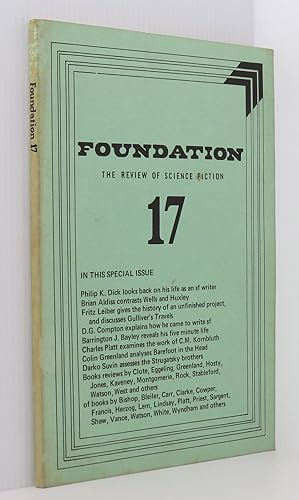 Foundation 17
FOUNDATION
THE REVIEW OF SCIENCE FICTION
17
IN THIS SPECIAL ISSUE
Philip K. Dick looks back on his life as an sf writer
Brian Aldiss contrasts Wells and Huxley
Fritz Leiber gives the history of an unfinished project,
and discusses Gulliver's Travels
D.G. Compton explains how he came to write sf
Barrington J. Bayley reveals his five minute life
Charles Platt examines the work of C.M. Kornbluth
Colin Greenland analyses Barefoot in the Head
Darko Suvin assesses the Strugatsky brothers
Books reviews by Clute, Eggeling, Greenland, Hosty,
Jones, Kaveney, Montgomerie, Rock, Stableford,
Watson, West and others
of books by Bishop, Bleiler, Carr, Clarke, Cowper,
Francis, Herzog, Lem, Lindsay, Platt, Priest, Sargent,
Shaw, Vance, Watson, White, Wyndham and others